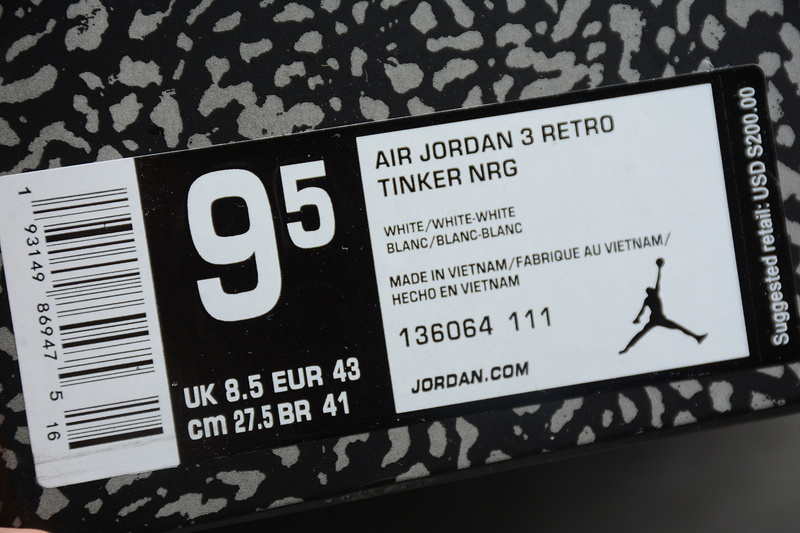 1 93149 86947 5 16
9⁵
UK 8.5 EUR 43
cm 27.5 BR 41
AIR JORDAN 3 RETRO
TINKER NRG
WHITE/WHITE-WHITE
BLANC/BLANC-BLANC
MADE IN VIETNAM/FABRIQUE AU VIETNAM/
HECHO EN VIETNAM
136064 111
JORDAN.COM
Suggested retail: USD $200.00